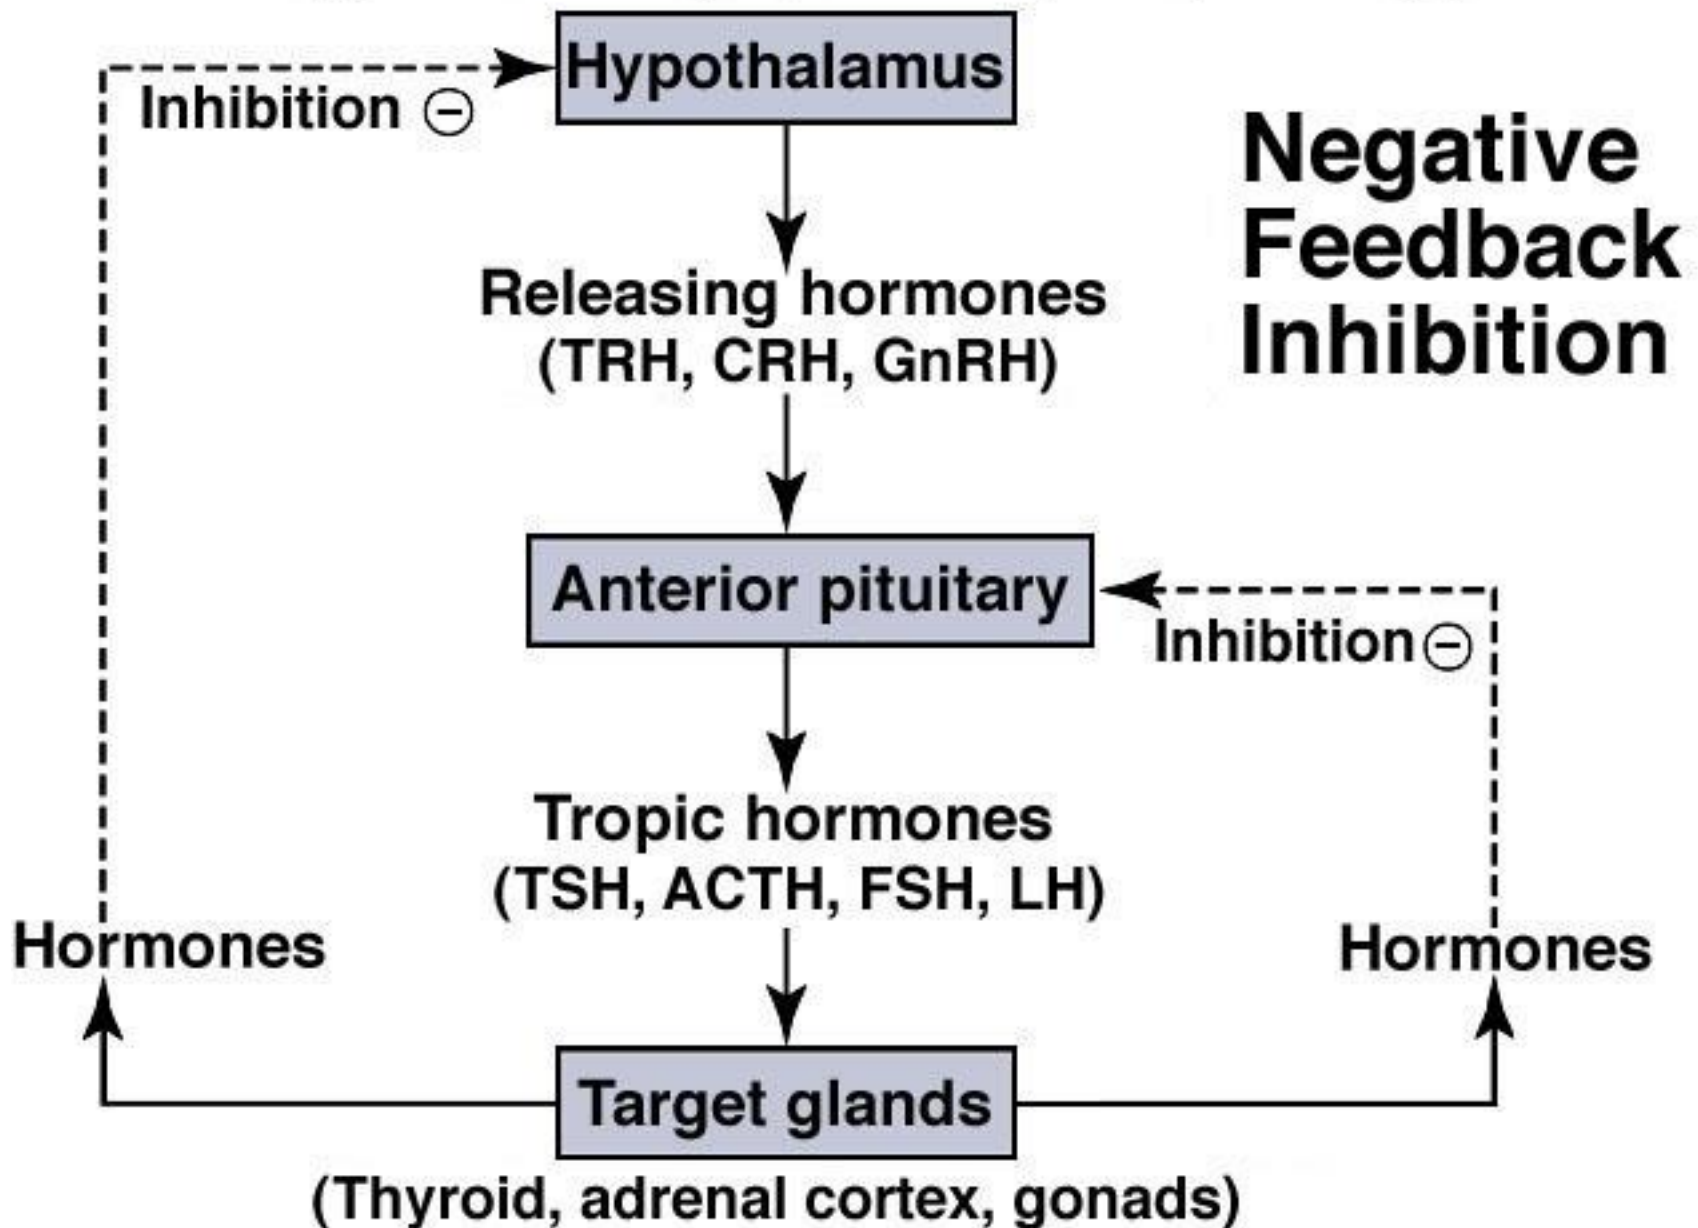 Hypothalamus
Inhibition ⊖
Negative
Feedback
Inhibition
Releasing hormones
(TRH, CRH, GnRH)
Anterior pituitary
Inhibition ⊖
Tropic hormones
(TSH, ACTH, FSH, LH)
Hormones
Hormones
Target glands
(Thyroid, adrenal cortex, gonads)